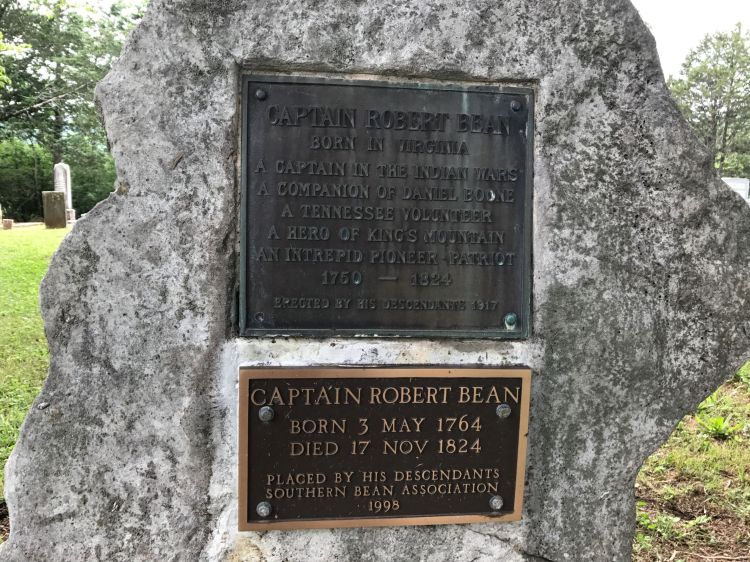 CAPTAIN ROBERT BEAN
BORN IN VIRGINIA
A CAPTAIN IN THE INDIAN WARS
A COMPANION OF DANIEL BOONE
A TENNESSEE VOLUNTEER
A HERO OF KING'S MOUNTAIN
AN INTREPID PIONEER-PATRIOT
1750 — 1824
ERECTED BY HIS DESCENDANTS 1917
CAPTAIN ROBERT BEAN
BORN 3 MAY 1764
DIED 17 NOV 1824
PLACED BY HIS DESCENDANTS
SOUTHERN BEAN ASSOCIATION
1998